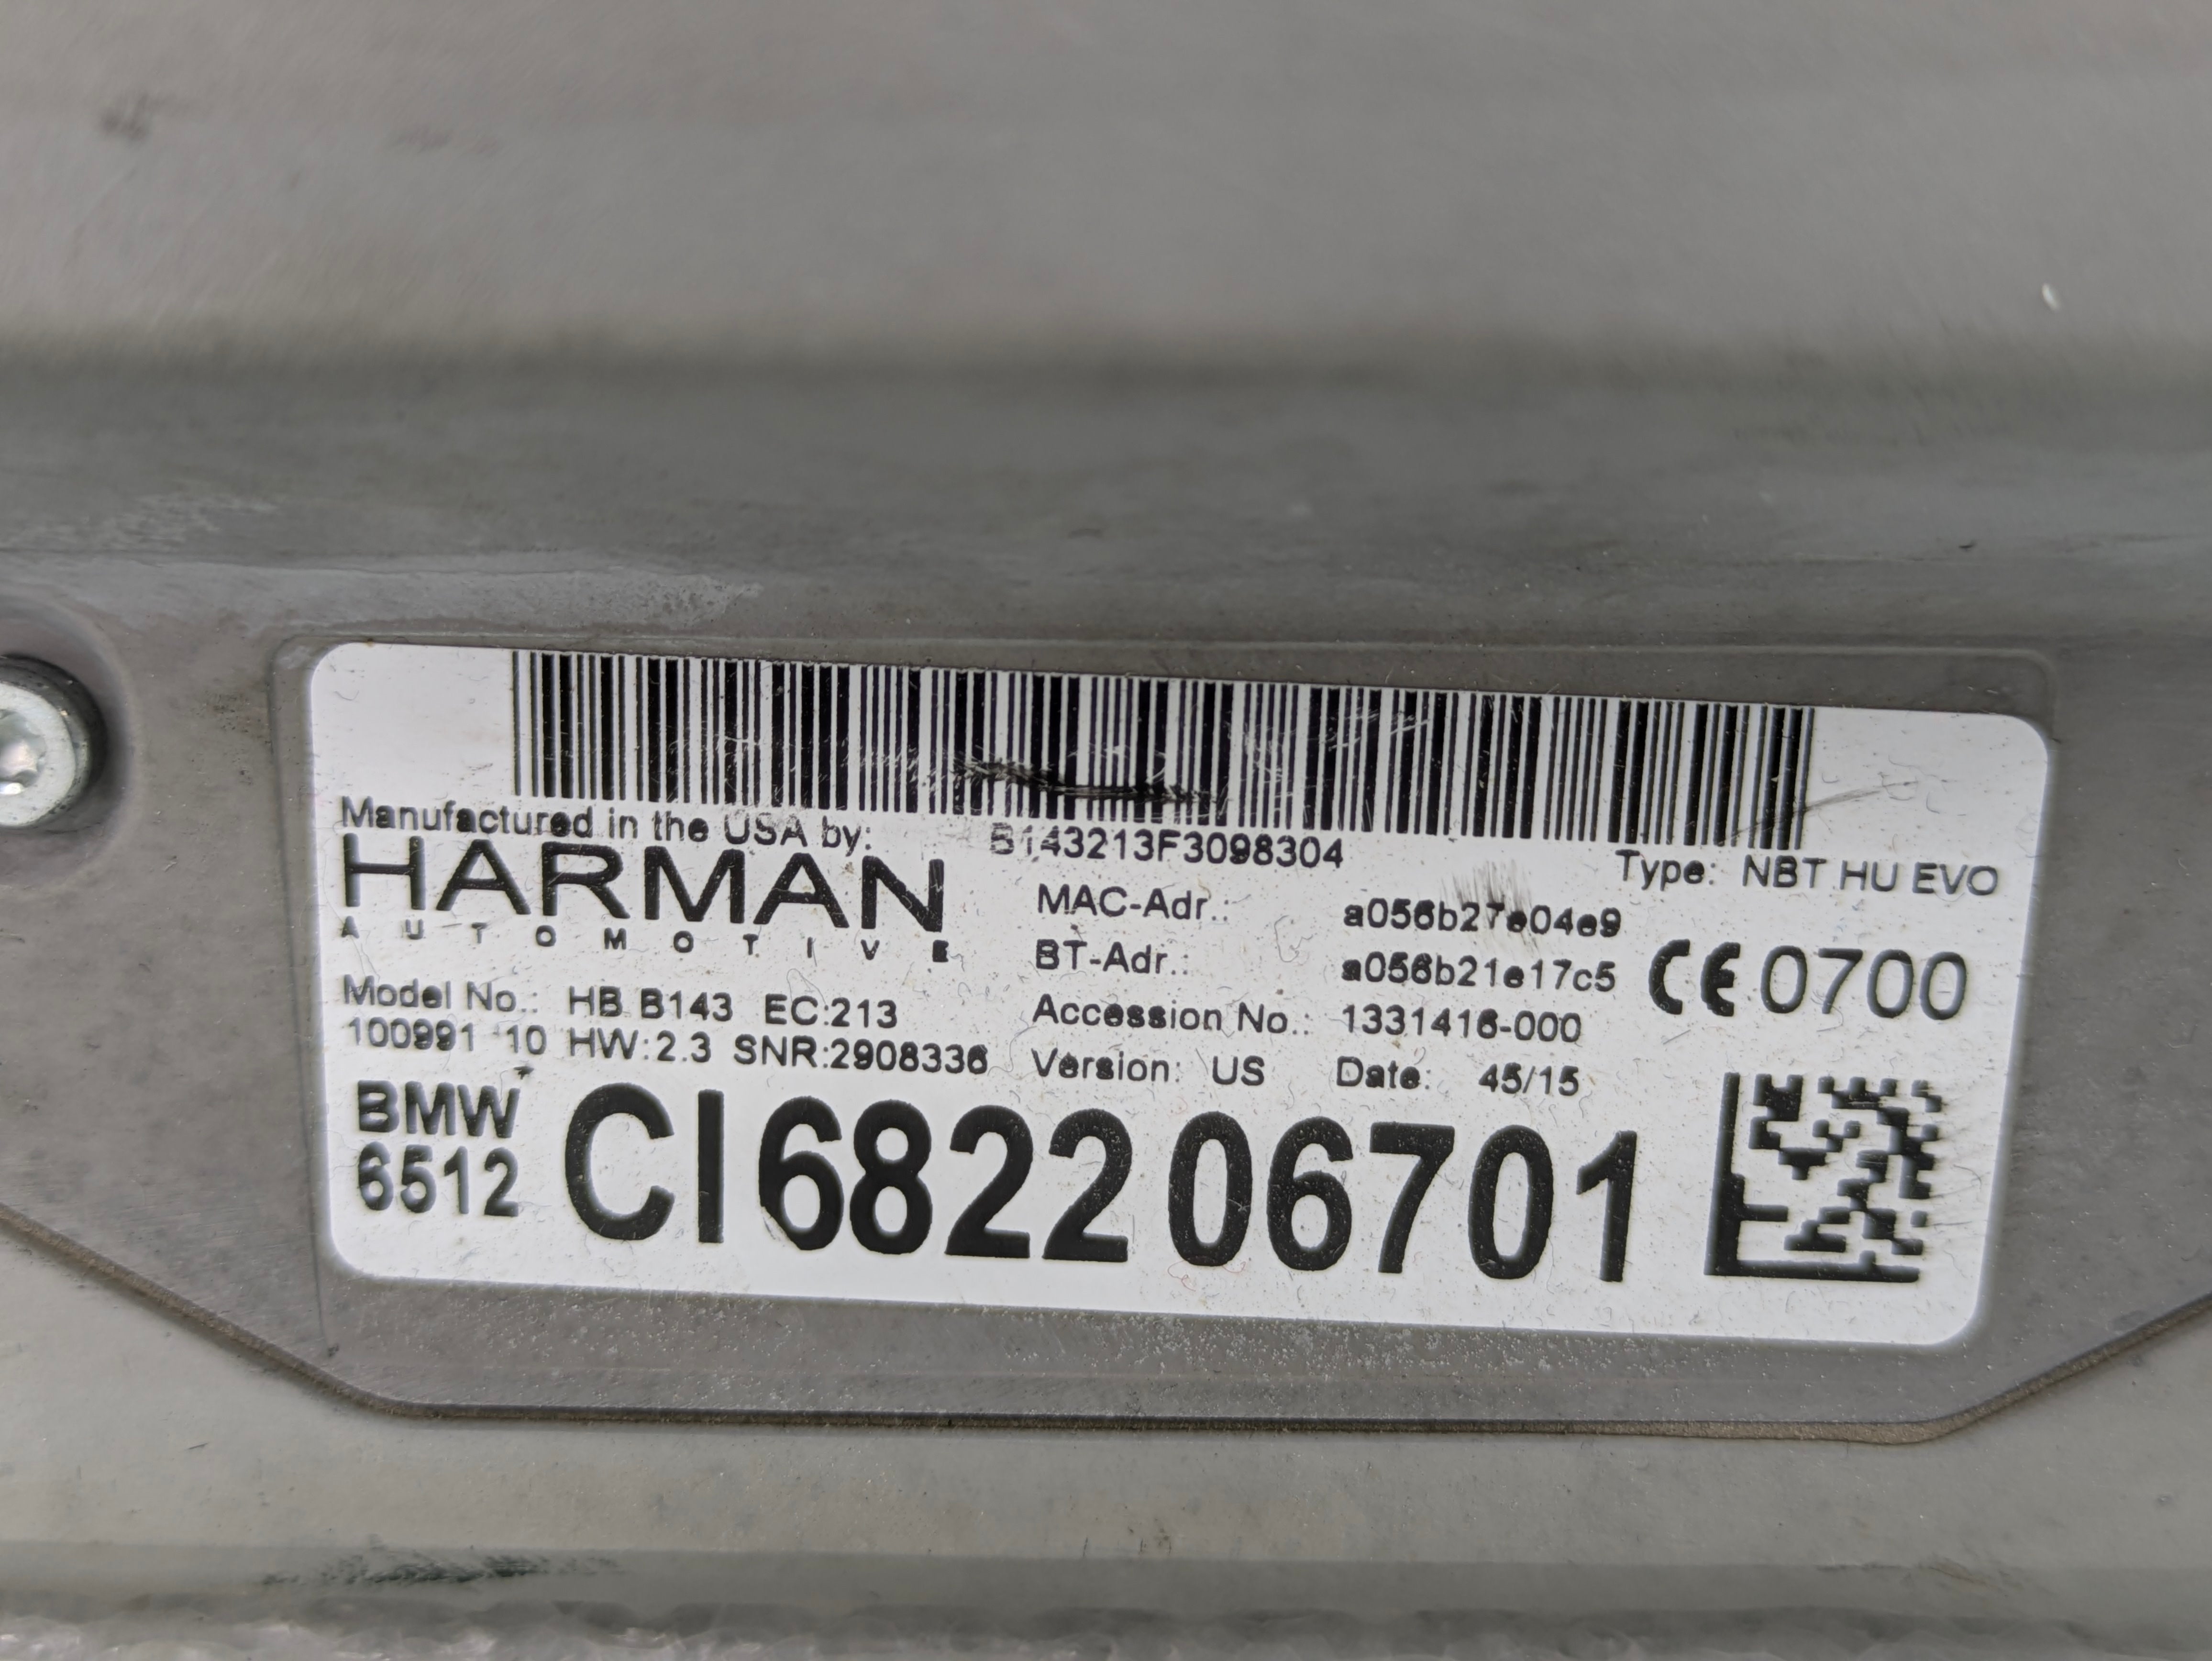 Manufactured in the USA by: B143213F3098304
HARMAN
AUTOMOTIVE
Type: NBT HU EVO
MAC-Adr.: a056b27e04e9
BT-Adr.: a056b21e17c5
CE 0700
Model No.: HB B143 EC:213
Accession No.: 1331416-000
100991 10 HW:2.3 SNR:2908336
Version: US Date: 45/15
BMW
6512
CI 682206701